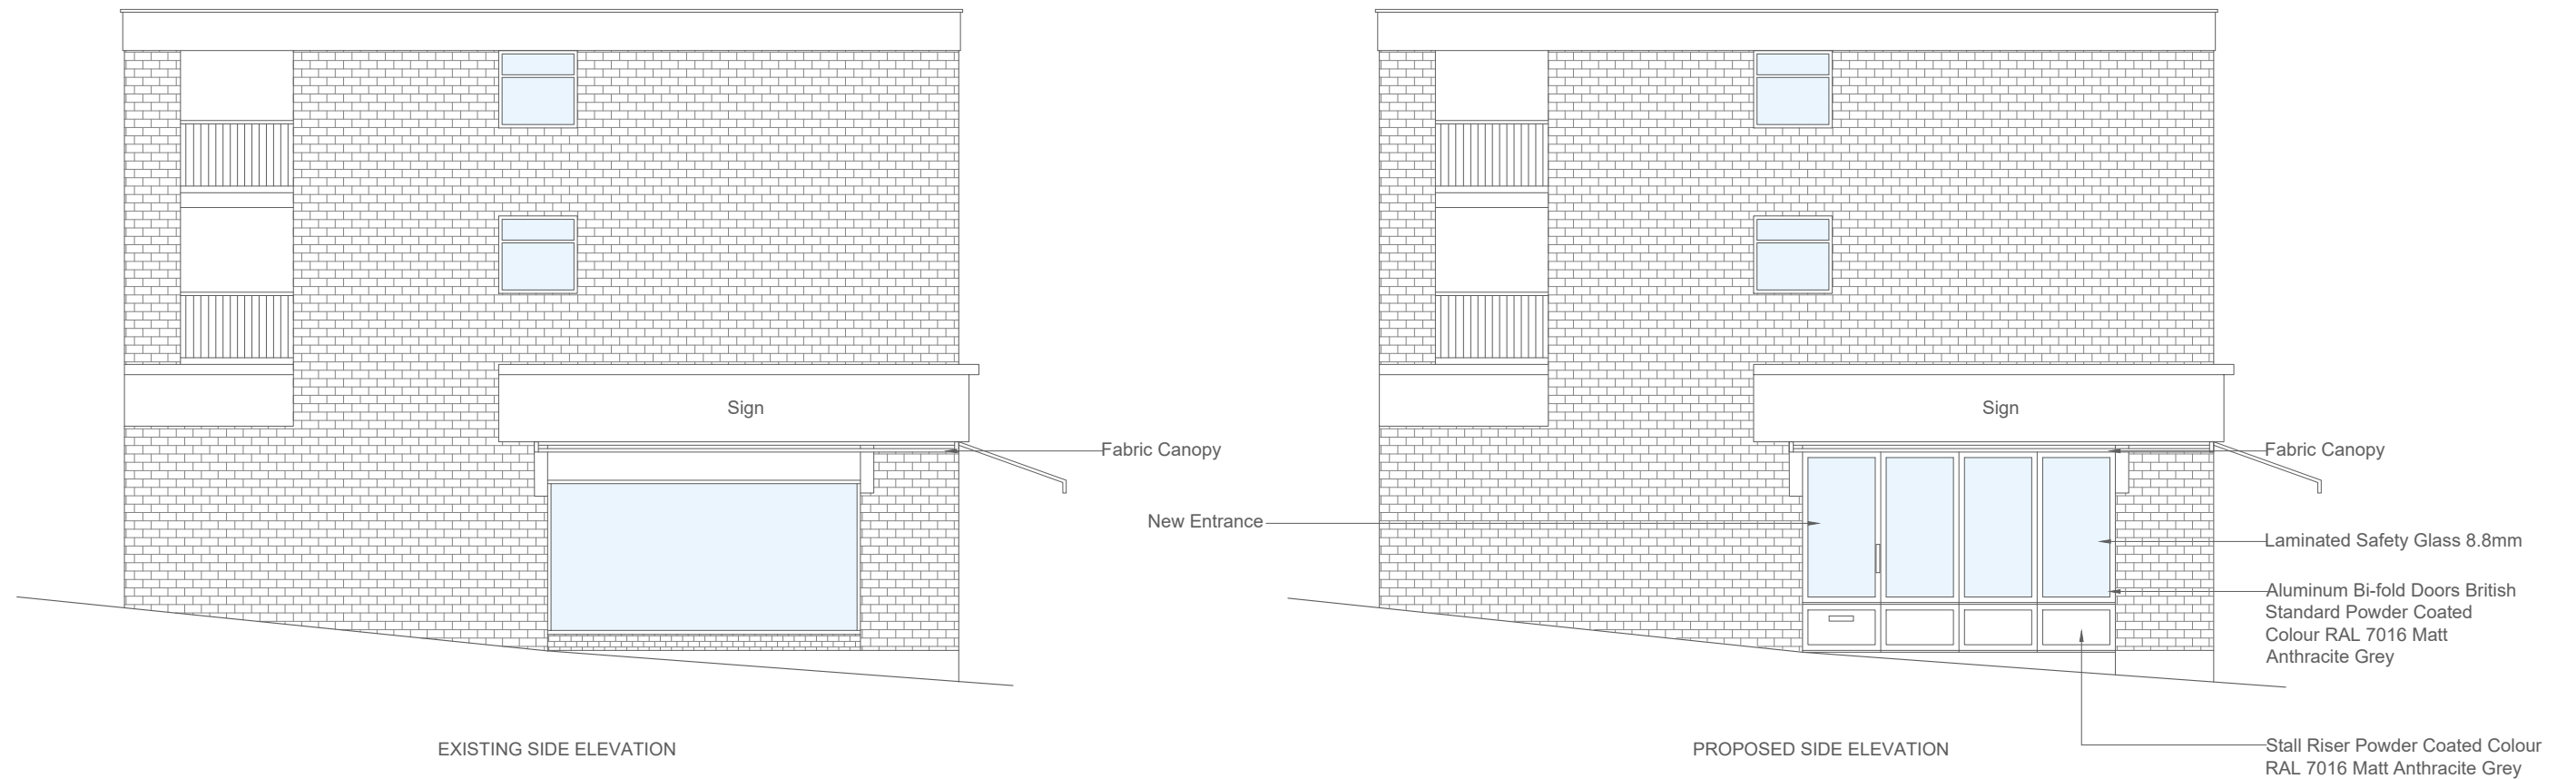 Sign
Fabric Canopy
EXISTING SIDE ELEVATION
Sign
Fabric Canopy
New Entrance
Laminated Safety Glass 8.8mm
Aluminum Bi-fold Doors British
Standard Powder Coated
Colour RAL 7016 Matt
Anthracite Grey
Stall Riser Powder Coated Colour
RAL 7016 Matt Anthracite Grey
PROPOSED SIDE ELEVATION